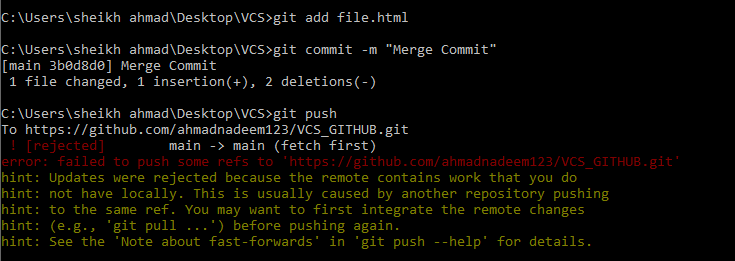 C:\Users\sheikh ahmad\Desktop\VCS>git add file.html
C:\Users\sheikh ahmad\Desktop\VCS>git commit -m "Merge Commit"
[main 3b0d8d0] Merge Commit
 1 file changed, 1 insertion(+), 2 deletions(-)
C:\Users\sheikh ahmad\Desktop\VCS>git push
To https://github.com/ahmadnadeem123/VCS_GITHUB.git
 ! [rejected]        main -> main (fetch first)
error: failed to push some refs to 'https://github.com/ahmadnadeem123/VCS_GITHUB.git'
hint: Updates were rejected because the remote contains work that you do
hint: not have locally. This is usually caused by another repository pushing
hint: to the same ref. You may want to first integrate the remote changes
hint: (e.g., 'git pull ...') before pushing again.
hint: See the 'Note about fast-forwards' in 'git push --help' for details.